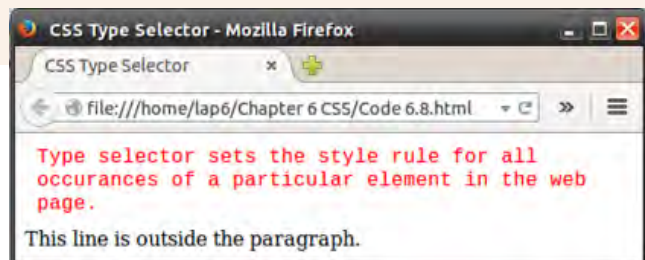 CSS Type Selector - Mozilla Firefox
CSS Type Selector
file:///home/lap6/Chapter 6 CSS/Code 6.8.html
Type selector sets the style rule for all
occurances of a particular element in the web
page.
This line is outside the paragraph.